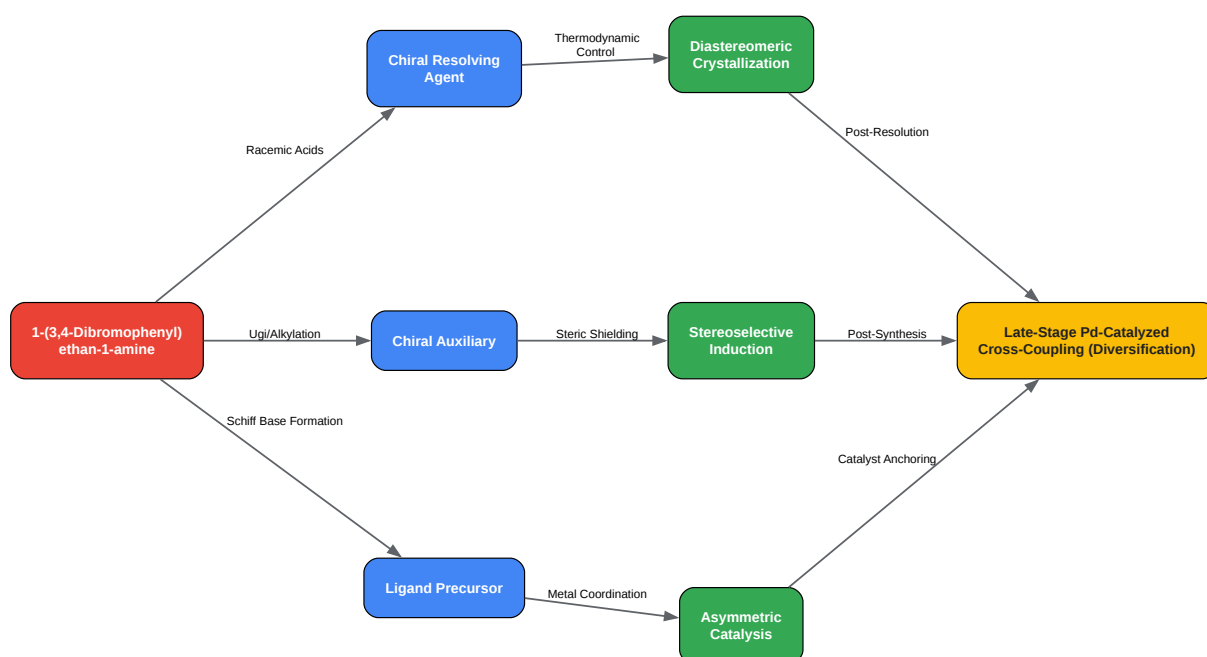 Chiral Resolving
Agent
Thermodynamic
Control
Diastereomeric
Crystallization
Racemic Acids
Post-Resolution
1-(3,4-Dibromophenyl)
ethan-1-amine
Ugi/Alkylation
Chiral Auxiliary
Steric Shielding
Stereoselective
Induction
Post-Synthesis
Late-Stage Pd-Catalyzed
Cross-Coupling (Diversification)
Schiff Base Formation
Catalyst Anchoring
Ligand Precursor
Metal Coordination
Asymmetric
Catalysis